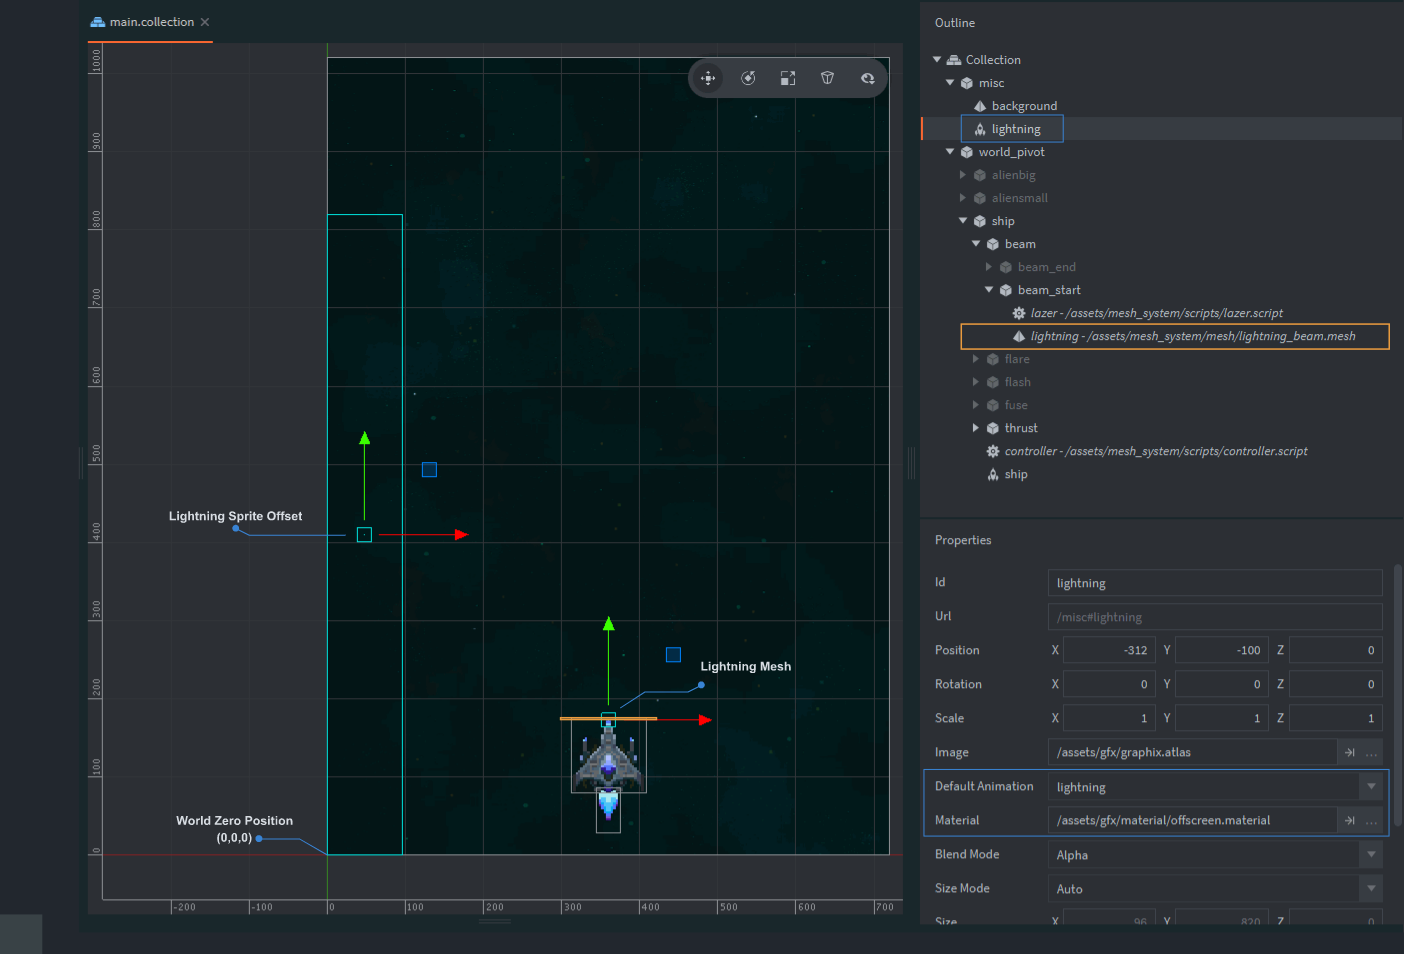 main.collection
1000
900
800
700
600
500
400
300
200
100
0
-200
-100
0
100
200
300
400
500
600
700
Lightning Sprite Offset
Lightning Mesh
World Zero Position
(0,0,0)
Outline
Collection
misc
background
lightning
world_pivot
alienbig
aliensmall
ship
beam
beam_end
beam_start
lazer - /assets/mesh_system/scripts/lazer.script
lightning - /assets/mesh_system/mesh/lightning_beam.mesh
flare
flash
fuse
thrust
controller - /assets/mesh_system/scripts/controller.script
ship
Properties
Id lightning
Url /misc#lightning
Position X -312 Y -100 Z 0
Rotation X 0 Y 0 Z 0
Scale X 1 Y 1 Z 1
Image /assets/gfx/graphix.atlas ...
Default Animation lightning
Material /assets/gfx/material/offscreen.material ...
Blend Mode Alpha
Size Mode Auto
Size X 96 Y 820 Z 0